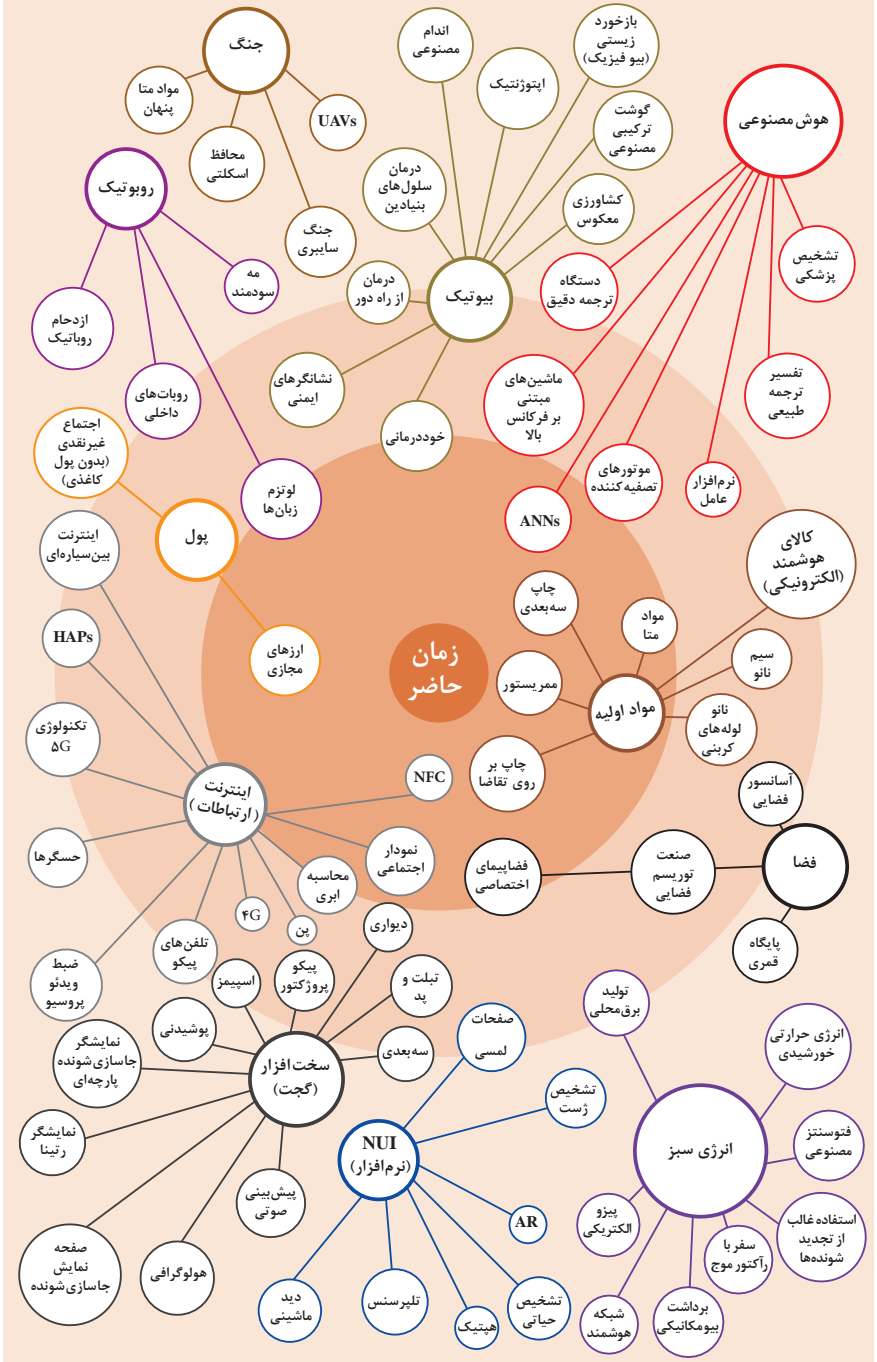 جنگ
مواد متا
پنهان
محافظ
اسکلتی
UAVs
جنگ
سایبری
روبوتیک
ازدحام
روباتیک
روبات‌های
داخلی
مه
سودمند
لوتزم
زبان‌ها
بیوتیک
اندام
مصنوعی
اپتوژنتیک
بازخورد
زیستی
(بیو فیزیک)
گوشت
ترکیبی
مصنوعی
کشاورزی
معکوس
درمان
سلول‌های
بنیادین
درمان
از راه دور
نشانگرهای
ایمنی
خوددرمانی
هوش مصنوعی
تشخیص
پزشکی
دستگاه
ترجمه دقیق
تفسیر
ترجمه
طبیعی
ماشین‌های
مبتنی
بر فرکانس
بالا
موتورهای
تصفیه کننده
نرم‌افزار
عامل
ANNs
پول
اجتماع
غیرنقدی
(بدون پول
کاغذی)
ارزهای
مجازی
زمان
حاضر
مواد اولیه
چاپ
سه‌بعدی
مواد
متا
کالای
هوشمند
(الکترونیکی)
سیم
نانو
نانو
لوله‌های
کربنی
ممریستور
چاپ بر
روی تقاضا
اینترنت
(ارتباطات)
اینترنت
بین‌سیاره‌ای
HAPs
تکنولوژی
۵G
حسگرها
ضبط
ویدئو
پروسیو
تلفن‌های
پیکو
۴G
پن
محاسبه
ابری
نمودار
اجتماعی
NFC
فضا
آسانسور
فضایی
صنعت
توریسم
فضایی
فضاپیمای
اختصاصی
پایگاه
قمری
سخت‌افزار
(گجت)
دیواری
پیکو
پروژکتور
اسپیمز
پوشیدنی
تبلت و
پد
سه‌بعدی
نمایشگر
جاسازی‌شونده
پارچه‌ای
نمایشگر
رتینا
صفحه
نمایش
جاسازی‌شونده
هولوگرافی
پیش‌بینی
صوتی
NUI
(نرم‌افزار)
صفحات
لمسی
تشخیص
ژست
AR
تشخیص
حیاتی
هپتیک
تلپرسنس
دید
ماشینی
انرژی سبز
تولید
برق‌محلی
انرژی حرارتی
خورشیدی
فتوسنتز
مصنوعی
استفاده غالب
از تجدید
شونده‌ها
سفر با
رآکتور موج
برداشت
بیومکانیکی
شبکه
هوشمند
پیزو
الکتریکی